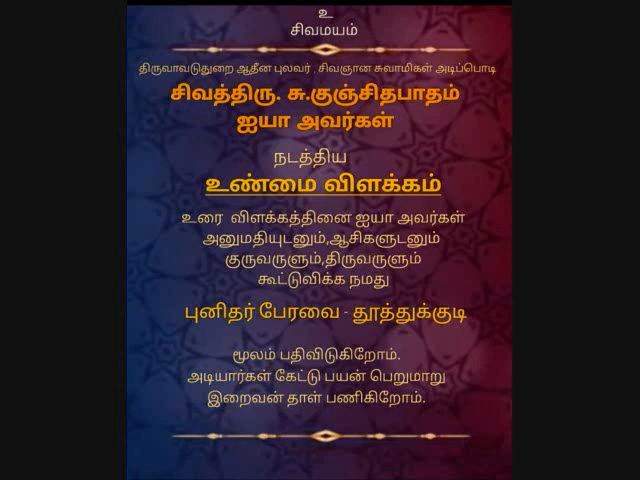 உ
சிவமயம்
திருவாவடுதுறை ஆதீன புலவர் . சிவஞான சுவாமிகள் அடிப்பொடி
சிவத்திரு. சு.குஞ்சிதபாதம்
ஐயா அவர்கள்
நடத்திய
உண்மை விளக்கம்
உரை விளக்கத்தினை ஐயா அவர்கள்
அனுமதியுடனும்,ஆசிகளுடனும்
குருவருளும்,திருவருளும்
கூட்டுவிக்க நமது
புனிதர் பேரவை - தூத்துக்குடி
மூலம் பதிவிடுகிறோம்.
அடியார்கள் கேட்டு பயன் பெறுமாறு
இறைவன் தாள் பணிகிறோம்.